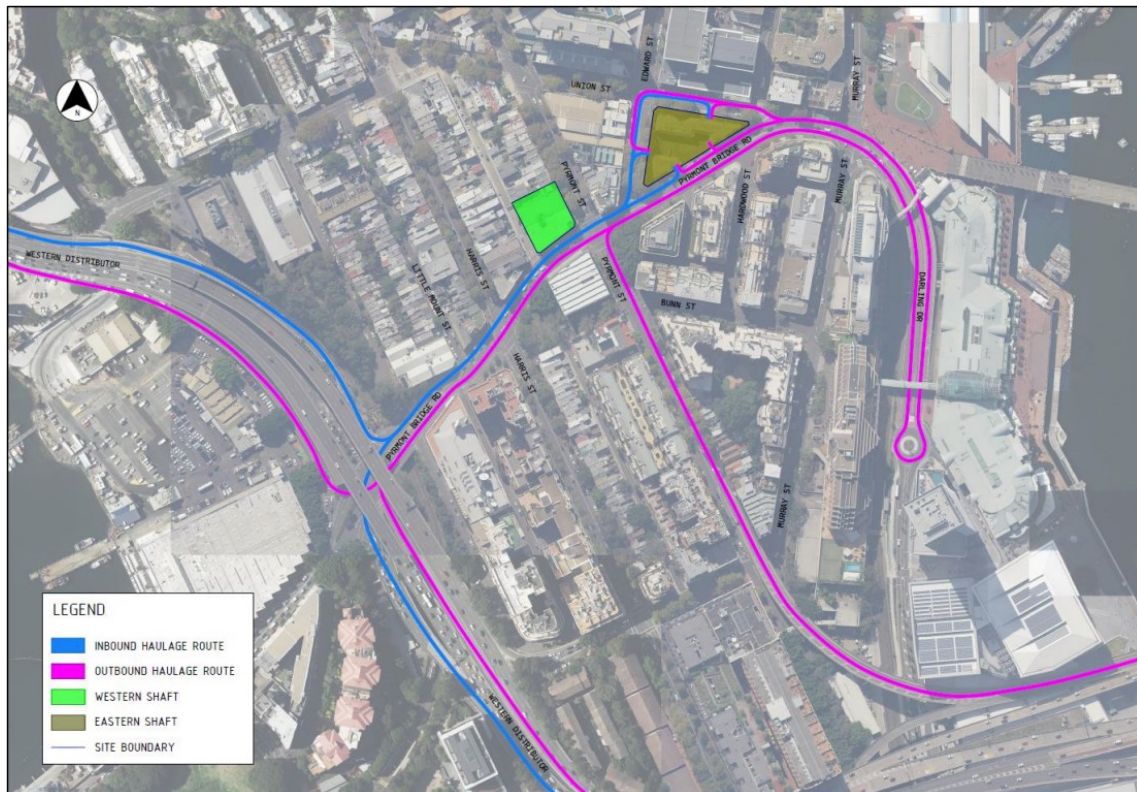 UNION ST
EDWARD ST
MURRAY ST
N
PYRMONT ST
PYRMONT BRIDGE RD
HARWOOD ST
MURRAY ST
WESTERN DISTRIBUTOR
LITTLE MOUNT ST
HARRIS ST
PYRMONT ST
BUNN ST
DARLING DR
HARRIS ST
PYRMONT BRIDGE RD
MURRAY ST
WESTERN DISTRIBUTOR
LEGEND
INBOUND HAULAGE ROUTE
OUTBOUND HAULAGE ROUTE
WESTERN SHAFT
EASTERN SHAFT
SITE BOUNDARY